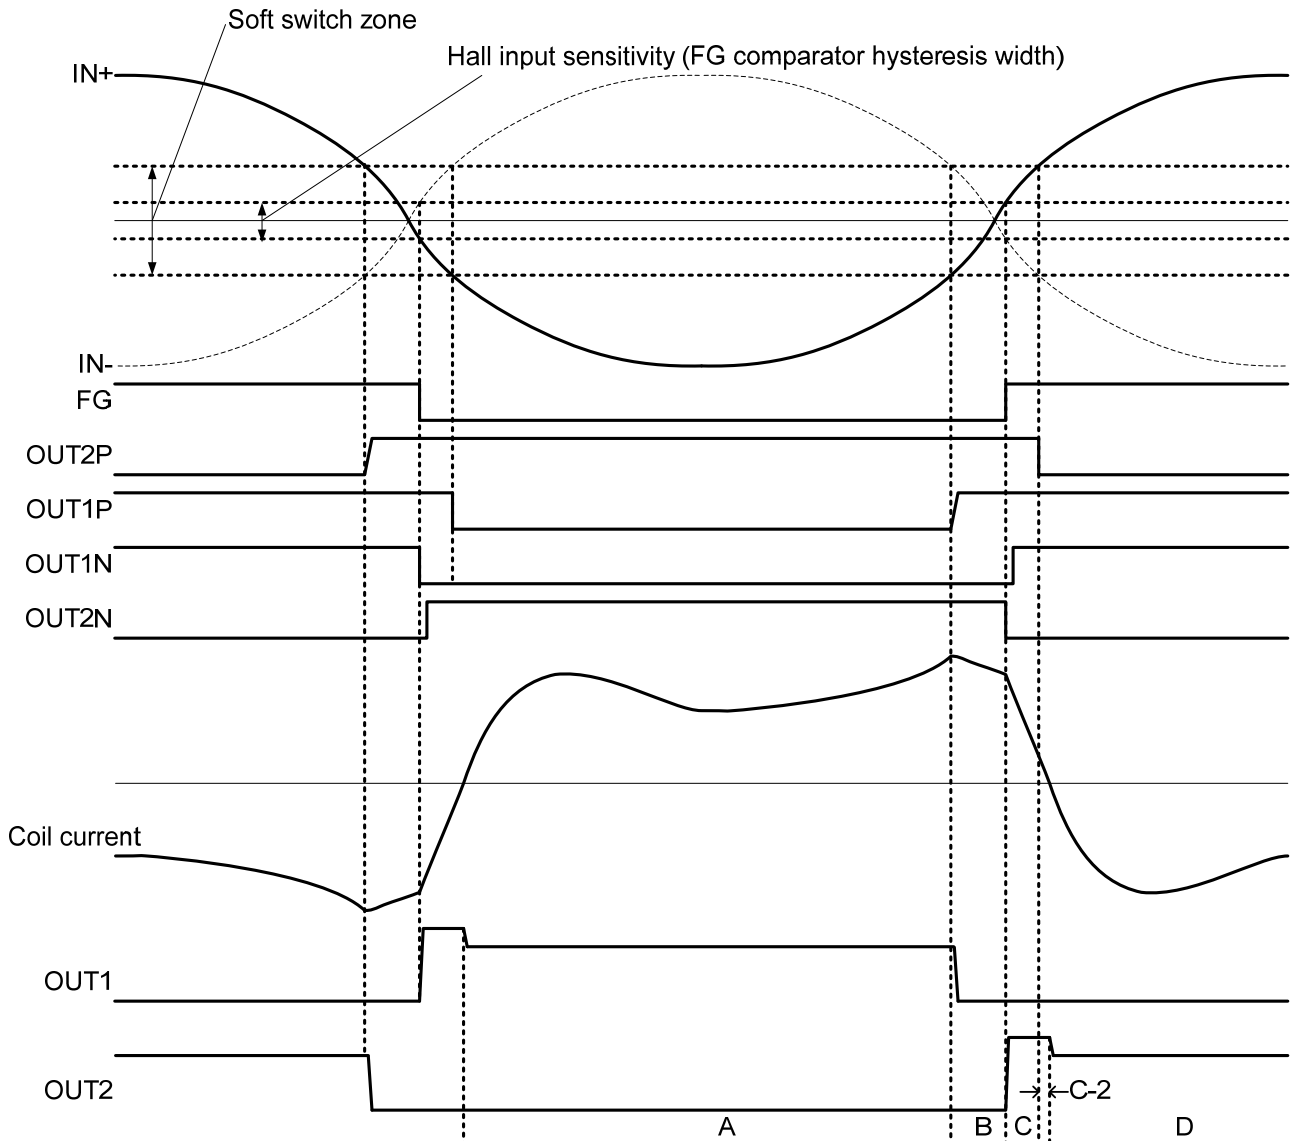 Soft switch zone
Hall input sensitivity (FG comparator hysteresis width)
IN+
IN-
FG
OUT2P
OUT1P
OUT1N
OUT2N
Coil current
OUT1
OUT2
C-2
A
B
C
D